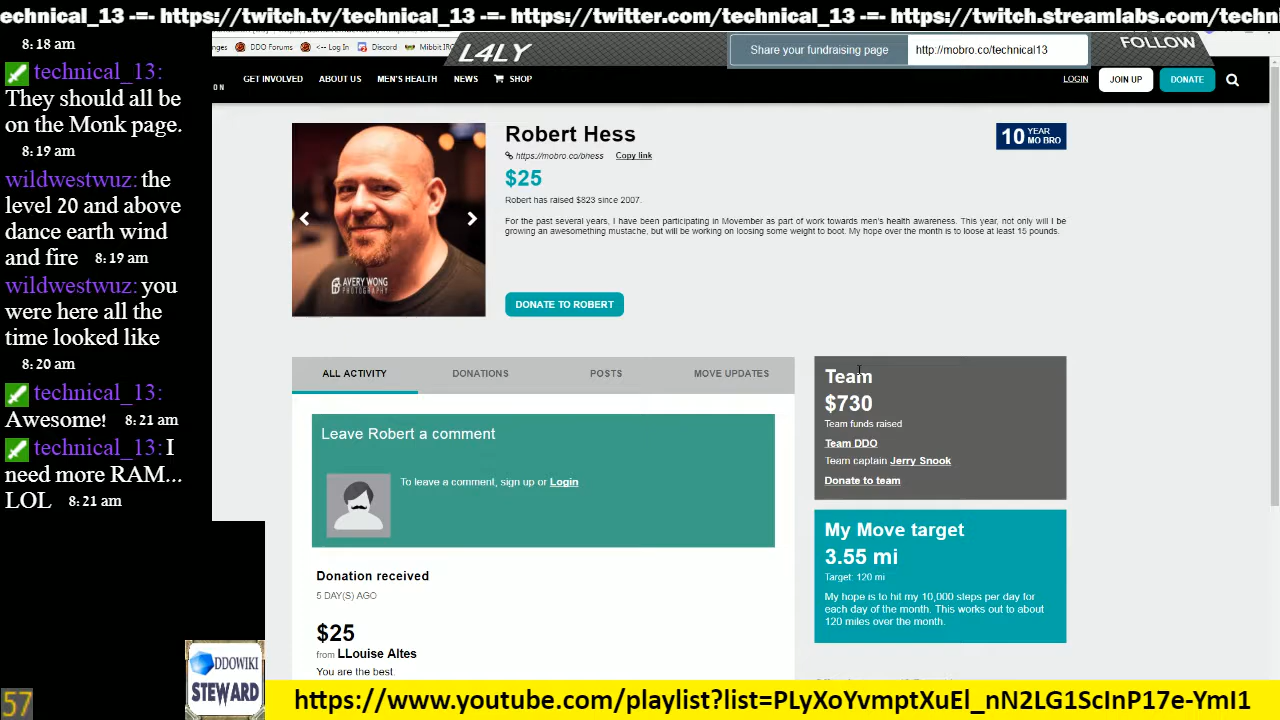 echnical_13 -=- https://twitch.tv/technical_13 -=- https://twitter.com/technical_13 -=- https://twitch.streamlabs.com/techni
8:18 am
technical_13:
They should all be
on the Monk page.
8:19 am
wildwestwuz: the
level 20 and above
dance earth wind
and fire 8:19 am
wildwestwuz: you
were here all the
time looked like
8:20 am
technical_13:
Awesome! 8:21 am
technical_13: I
need more RAM...
LOL 8:21 am
57
nges DDO Forums <-- Log In Discord Mibbit IR
L4LY
Share your fundraising page http://mobro.co/technical13
FOLLOW
ON
GET INVOLVED ABOUT US MEN'S HEALTH NEWS SHOP LOGIN JOIN UP DONATE
Robert Hess
https://mobro.co/bhess Copy link
10 YEAR
MO BRO
$25
Robert has raised $823 since 2007.
For the past several years, I have been participating in Movember as part of work towards men's health awareness. This year, not only will I be
growing an awesomething mustache, but will be working on loosing some weight to boot. My hope over the month is to loose at least 15 pounds.
AVERY WONG
PHOTOGRAPHY
DONATE TO ROBERT
ALL ACTIVITY DONATIONS POSTS MOVE UPDATES
Leave Robert a comment
To leave a comment, sign up or Login
Donation received
5 DAY(S) AGO
$25
from LLouise Altes
You are the best.
Team
$730
Team funds raised
Team DDO
Team captain Jerry Snook
Donate to team
My Move target
3.55 mi
Target: 120 mi
My hope is to hit my 10,000 steps per day for
each day of the month. This works out to about
120 miles over the month.
DDOWIKI
STEWARD
https://www.youtube.com/playlist?list=PLyXoYvmptXuEl_nN2LG1ScInP17e-YmI1